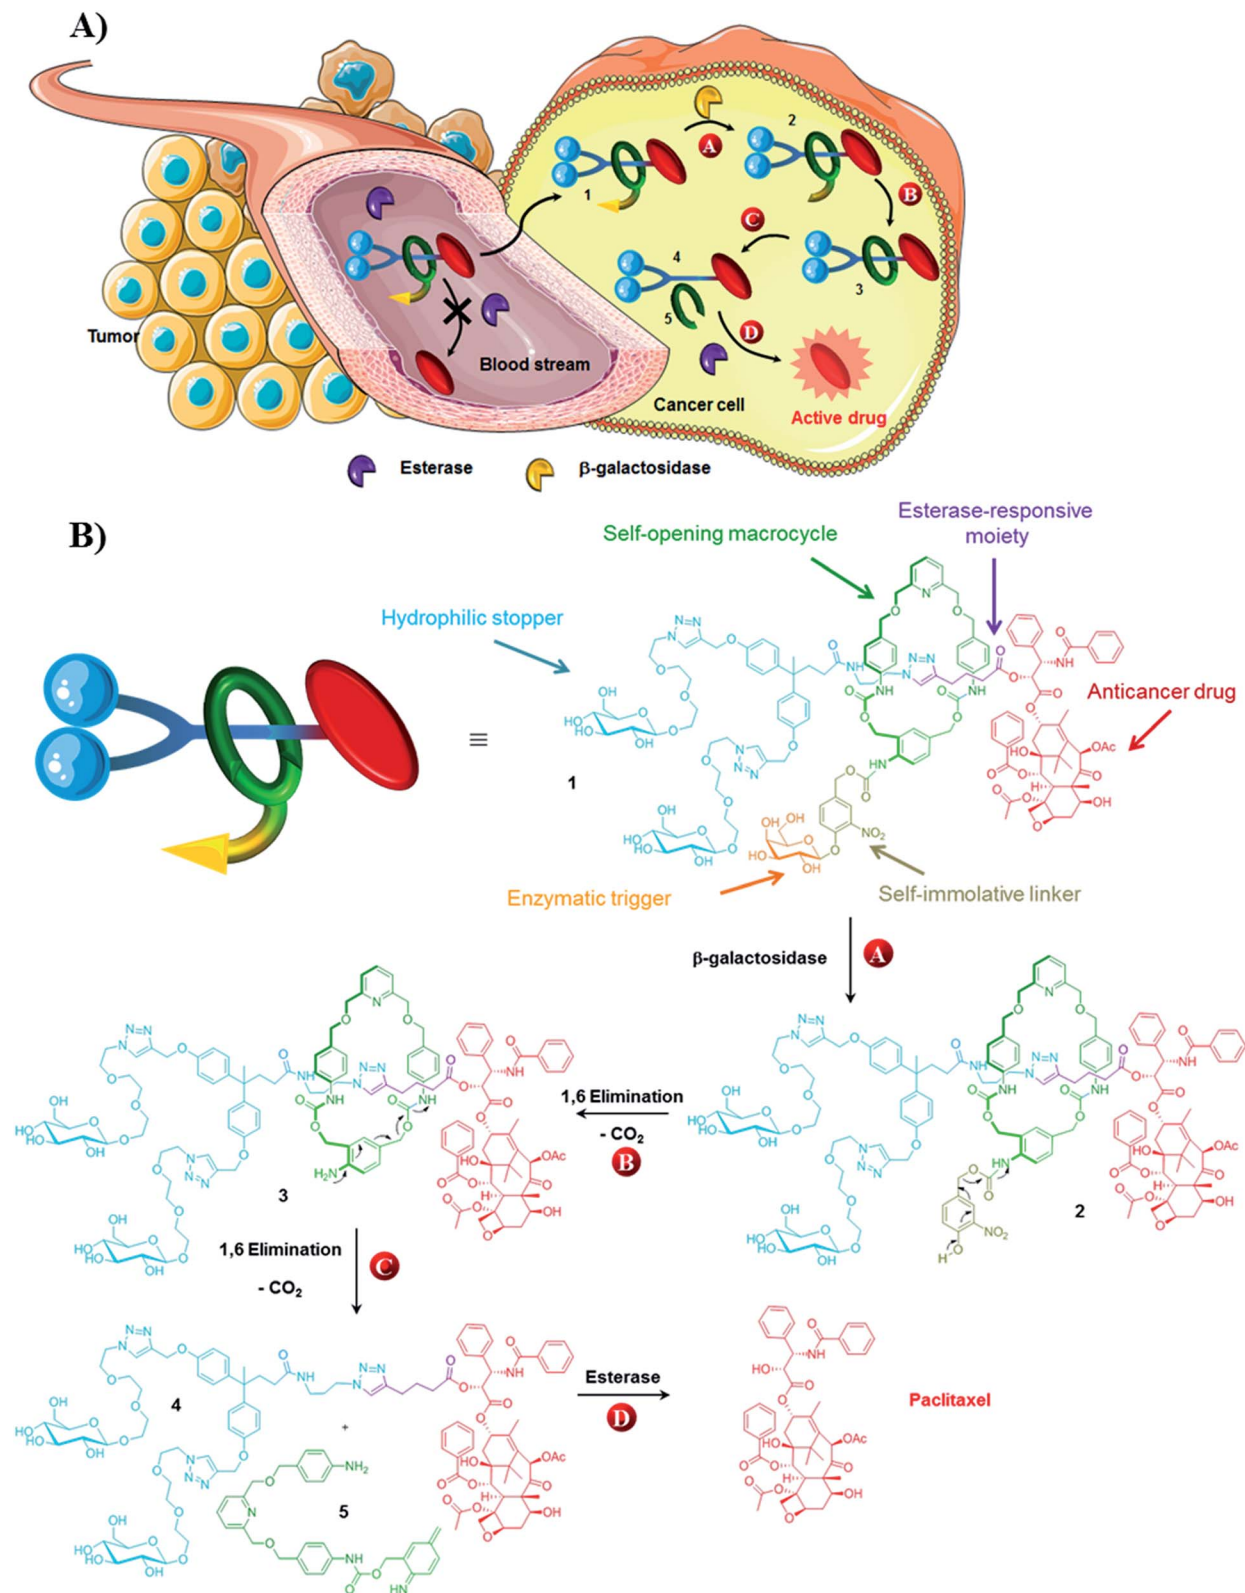 A)
2
A
1
B
C
4
3
5
D
Tumor
Blood stream
Cancer cell
Active drug
Esterase
β-galactosidase
B)
Esterase-responsive
moiety
Self-opening macrocycle
Hydrophilic stopper
Anticancer drug
≡
1
Enzymatic trigger
Self-immolative linker
β-galactosidase
A
1,6 Elimination
- CO₂
B
3
2
1,6 Elimination
- CO₂
C
4
+
Esterase
D
Paclitaxel
5